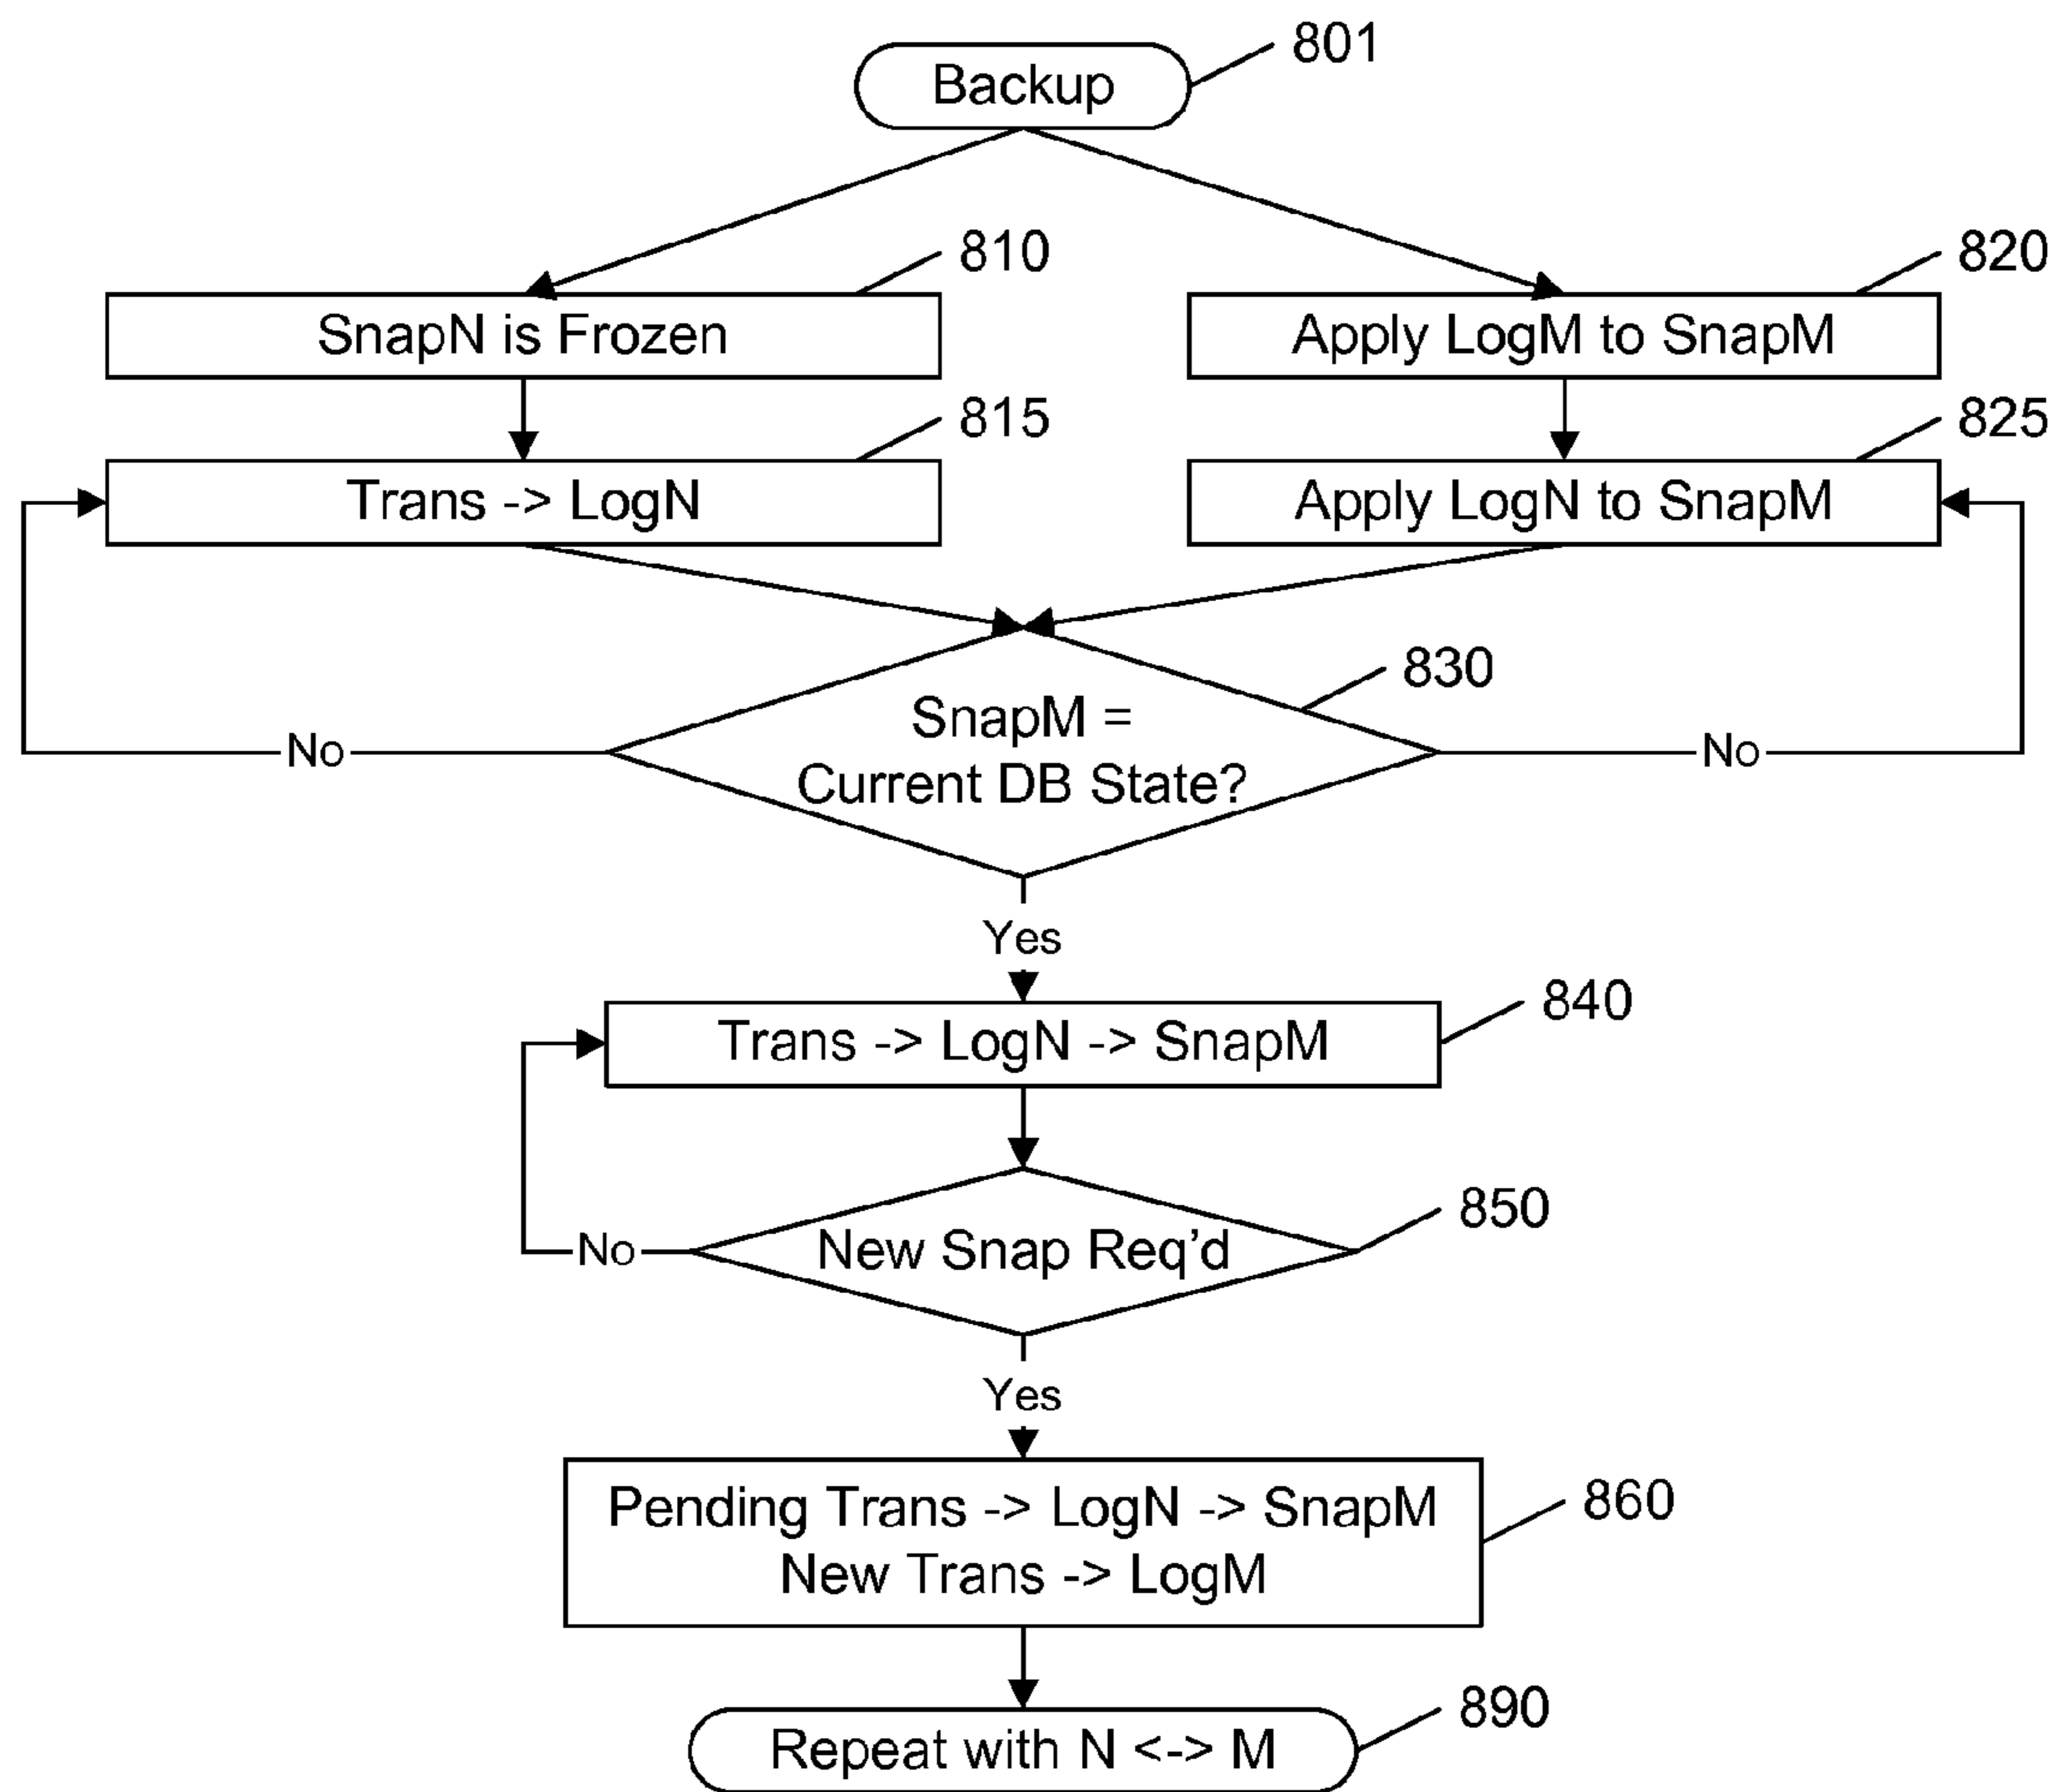 801
Backup
810
SnapN is Frozen
820
Apply LogM to SnapM
815
Trans -> LogN
825
Apply LogN to SnapM
830
SnapM =
Current DB State?
No
No
Yes
840
Trans -> LogN -> SnapM
850
New Snap Req’d
No
Yes
860
Pending Trans -> LogN -> SnapM
New Trans -> LogM
890
Repeat with N <-> M